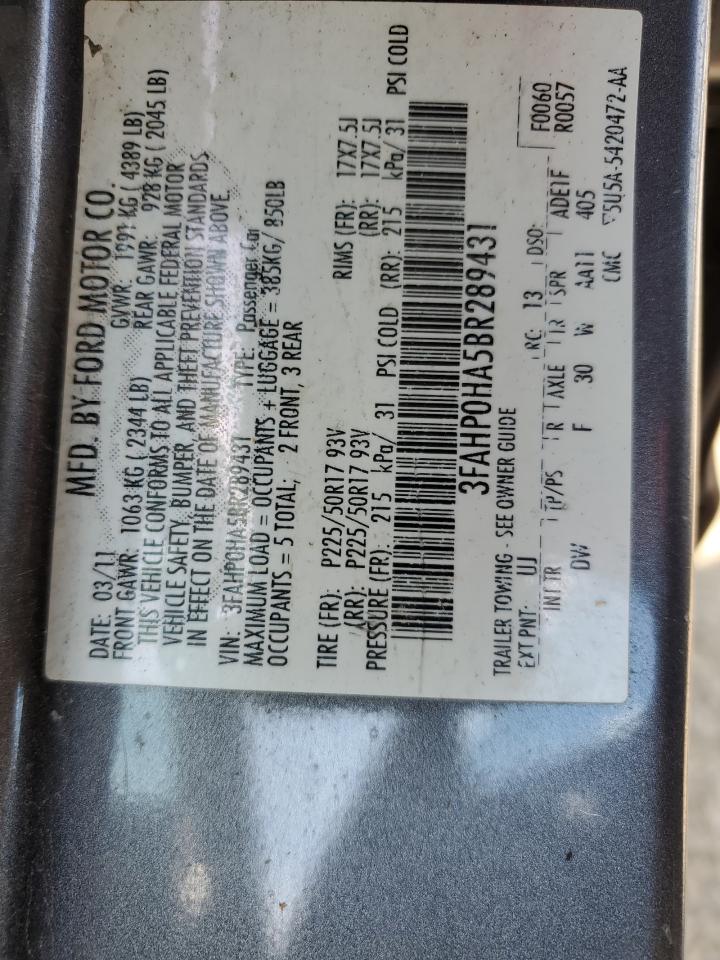 MFD. BY FORD MOTOR CO.
DATE: 03/11 GVWR: 1991 KG ( 4389 LB)
FRONT GAWR: 1063 KG ( 2344 LB) REAR GAWR: 928 KG ( 2045 LB)
THIS VEHICLE CONFORMS TO ALL APPLICABLE FEDERAL MOTOR
VEHICLE SAFETY, BUMPER, AND THEFT PREVENTION STANDARDS
IN EFFECT ON THE DATE OF MANUFACTURE SHOWN ABOVE.
VIN: 3FAHP0HA5BR289431 TYPE: Passenger Car
MAXIMUM LOAD = OCCUPANTS + LUGGAGE = 385KG/ 850LB
OCCUPANTS = 5 TOTAL; 2 FRONT, 3 REAR
TIRE (FR): P225/50R17 93V RIMS (FR): 17X7.5J
(RR): P225/50R17 93V (RR): 17X7.5J
PRESSURE (FR): 215 kPa/ 31 PSI COLD (RR): 215 kPa/ 31 PSI COLD
3FAHP0HA5BR289431
TRAILER TOWING - SEE OWNER GUIDE
EXT PNT: UJ RC: 13 DSO: F0060
R0057
INT TR TP/PS R AXLE TR SPR ADE1F
DW F 30 W AA11 405
CMC 5U5A-5420472-AA